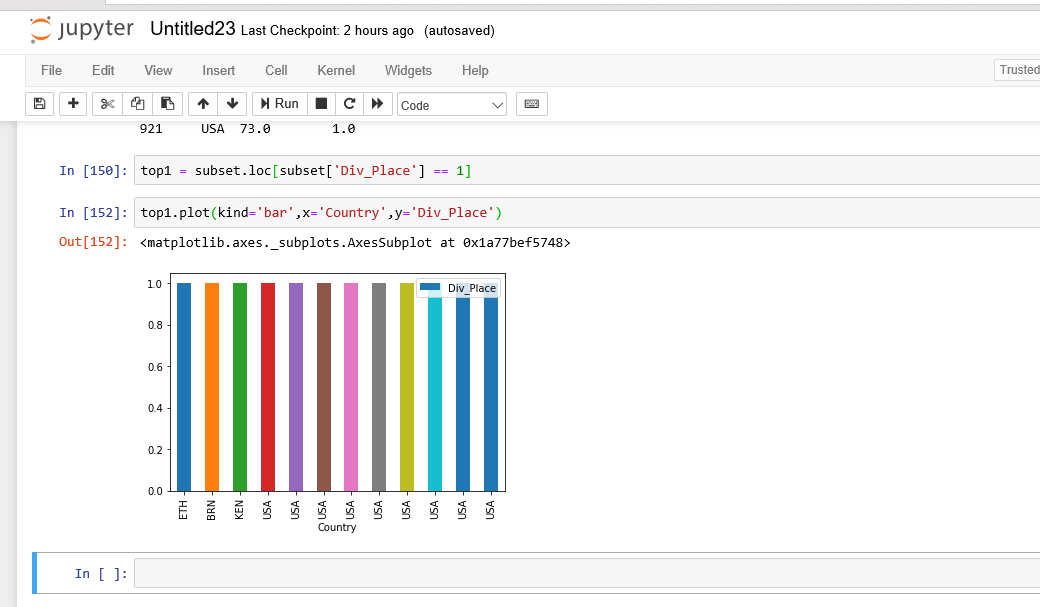 jupyter Untitled23 Last Checkpoint: 2 hours ago (autosaved)
File Edit View Insert Cell Kernel Widgets Help Trusted
Run Code
921 USA 73.0 1.0
In [150]: top1 = subset.loc[subset['Div_Place'] == 1]
In [152]: top1.plot(kind='bar',x='Country',y='Div_Place')
Out[152]: <matplotlib.axes._subplots.AxesSubplot at 0x1a77bef5748>
Div_Place
1.0
0.8
0.6
0.4
0.2
0.0
ETH BRN KEN USA USA USA USA USA USA USA USA USA
Country
In [ ]: